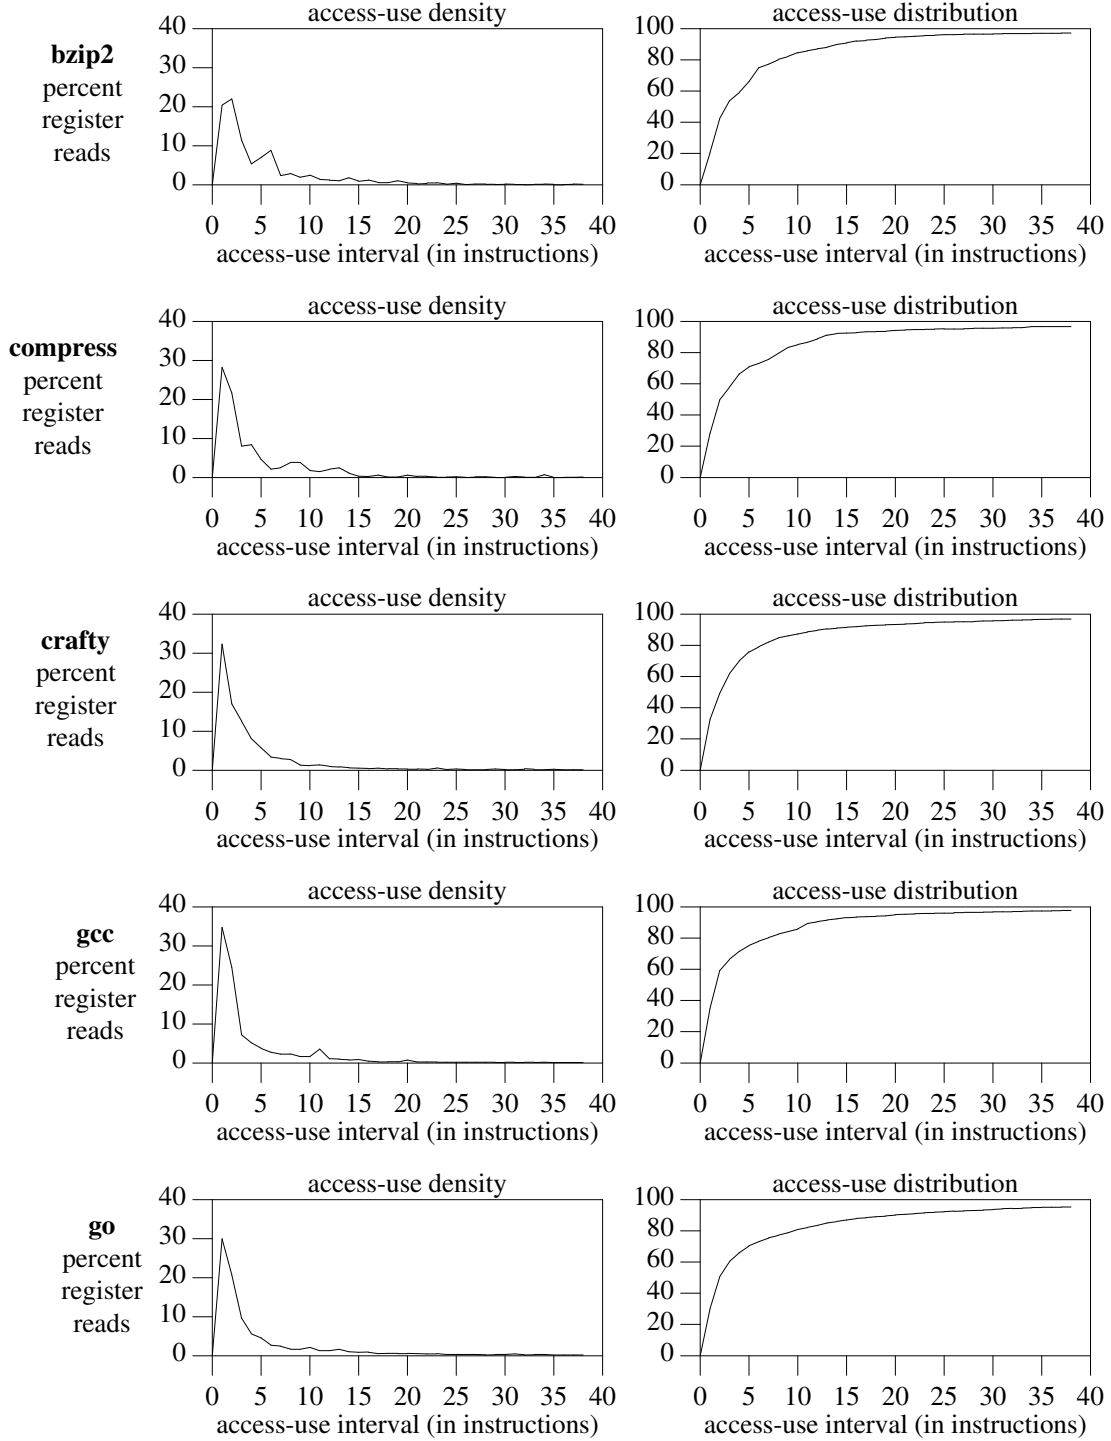 access-use density
access-use distribution
bzip2
percent
register
reads
40
30
20
10
0
0 5 10 15 20 25 30 35 40
access-use interval (in instructions)
100
80
60
40
20
0
0 5 10 15 20 25 30 35 40
access-use interval (in instructions)
access-use density
access-use distribution
compress
percent
register
reads
40
30
20
10
0
0 5 10 15 20 25 30 35 40
access-use interval (in instructions)
100
80
60
40
20
0
0 5 10 15 20 25 30 35 40
access-use interval (in instructions)
access-use density
access-use distribution
crafty
percent
register
reads
40
30
20
10
0
0 5 10 15 20 25 30 35 40
access-use interval (in instructions)
100
80
60
40
20
0
0 5 10 15 20 25 30 35 40
access-use interval (in instructions)
access-use density
access-use distribution
gcc
percent
register
reads
40
30
20
10
0
0 5 10 15 20 25 30 35 40
access-use interval (in instructions)
100
80
60
40
20
0
0 5 10 15 20 25 30 35 40
access-use interval (in instructions)
access-use density
access-use distribution
go
percent
register
reads
40
30
20
10
0
0 5 10 15 20 25 30 35 40
access-use interval (in instructions)
100
80
60
40
20
0
0 5 10 15 20 25 30 35 40
access-use interval (in instructions)